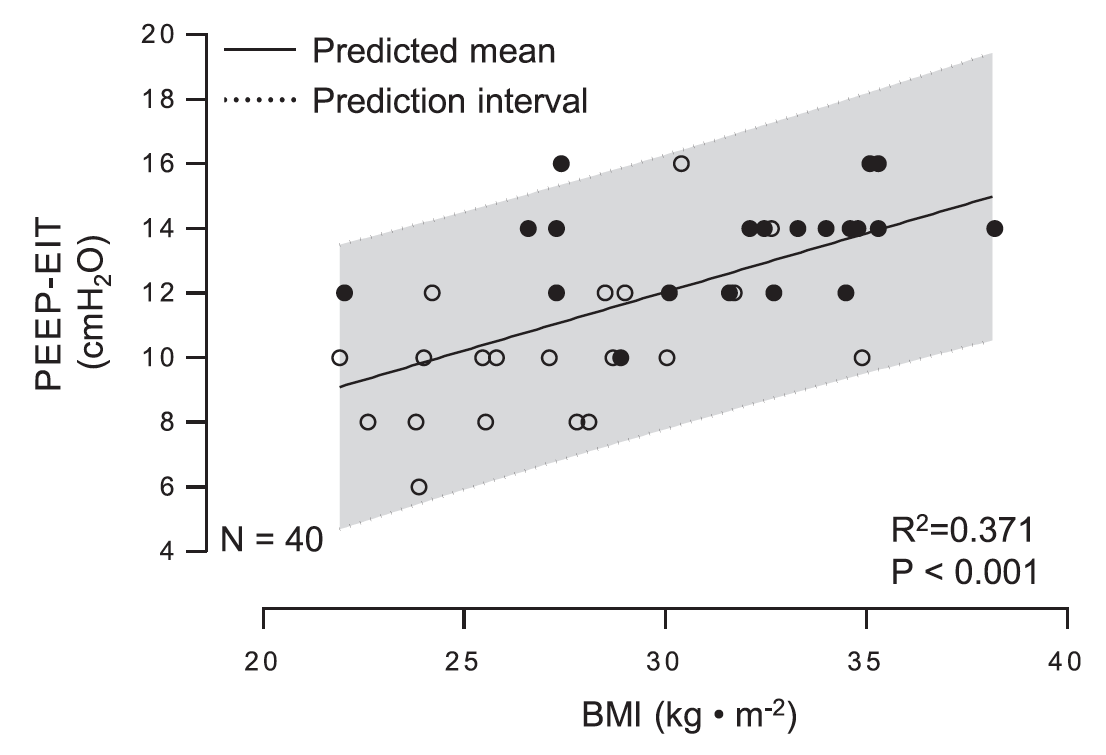 20
18
16
14
12
10
8
6
4
PEEP-EIT
(cmH₂O)
Predicted mean
Prediction interval
N = 40
R²=0.371
P < 0.001
20 25 30 35 40
BMI (kg • m⁻²)